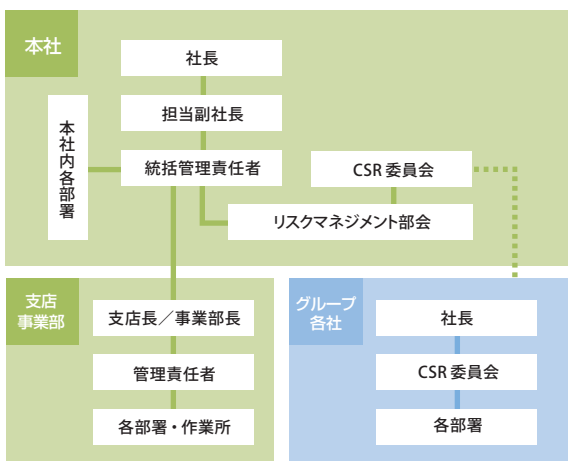 本社
社長
担当副社長
本社内各部署
統括管理責任者
CSR 委員会
リスクマネジメント部会
支店
事業部
支店長／事業部長
管理責任者
各部署・作業所
グループ
各社
社長
CSR 委員会
各部署